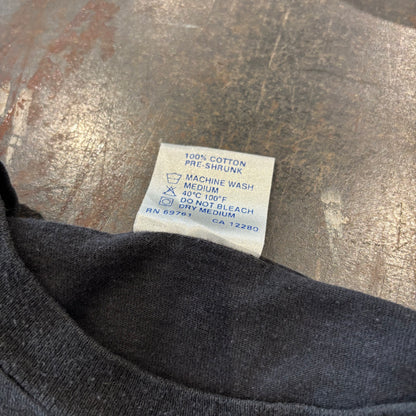 100% COTTON
PRE-SHRUNK
MACHINE WASH
MEDIUM
40°C 100°F
DO NOT BLEACH
DRY MEDIUM
RN 69761 CA 12280